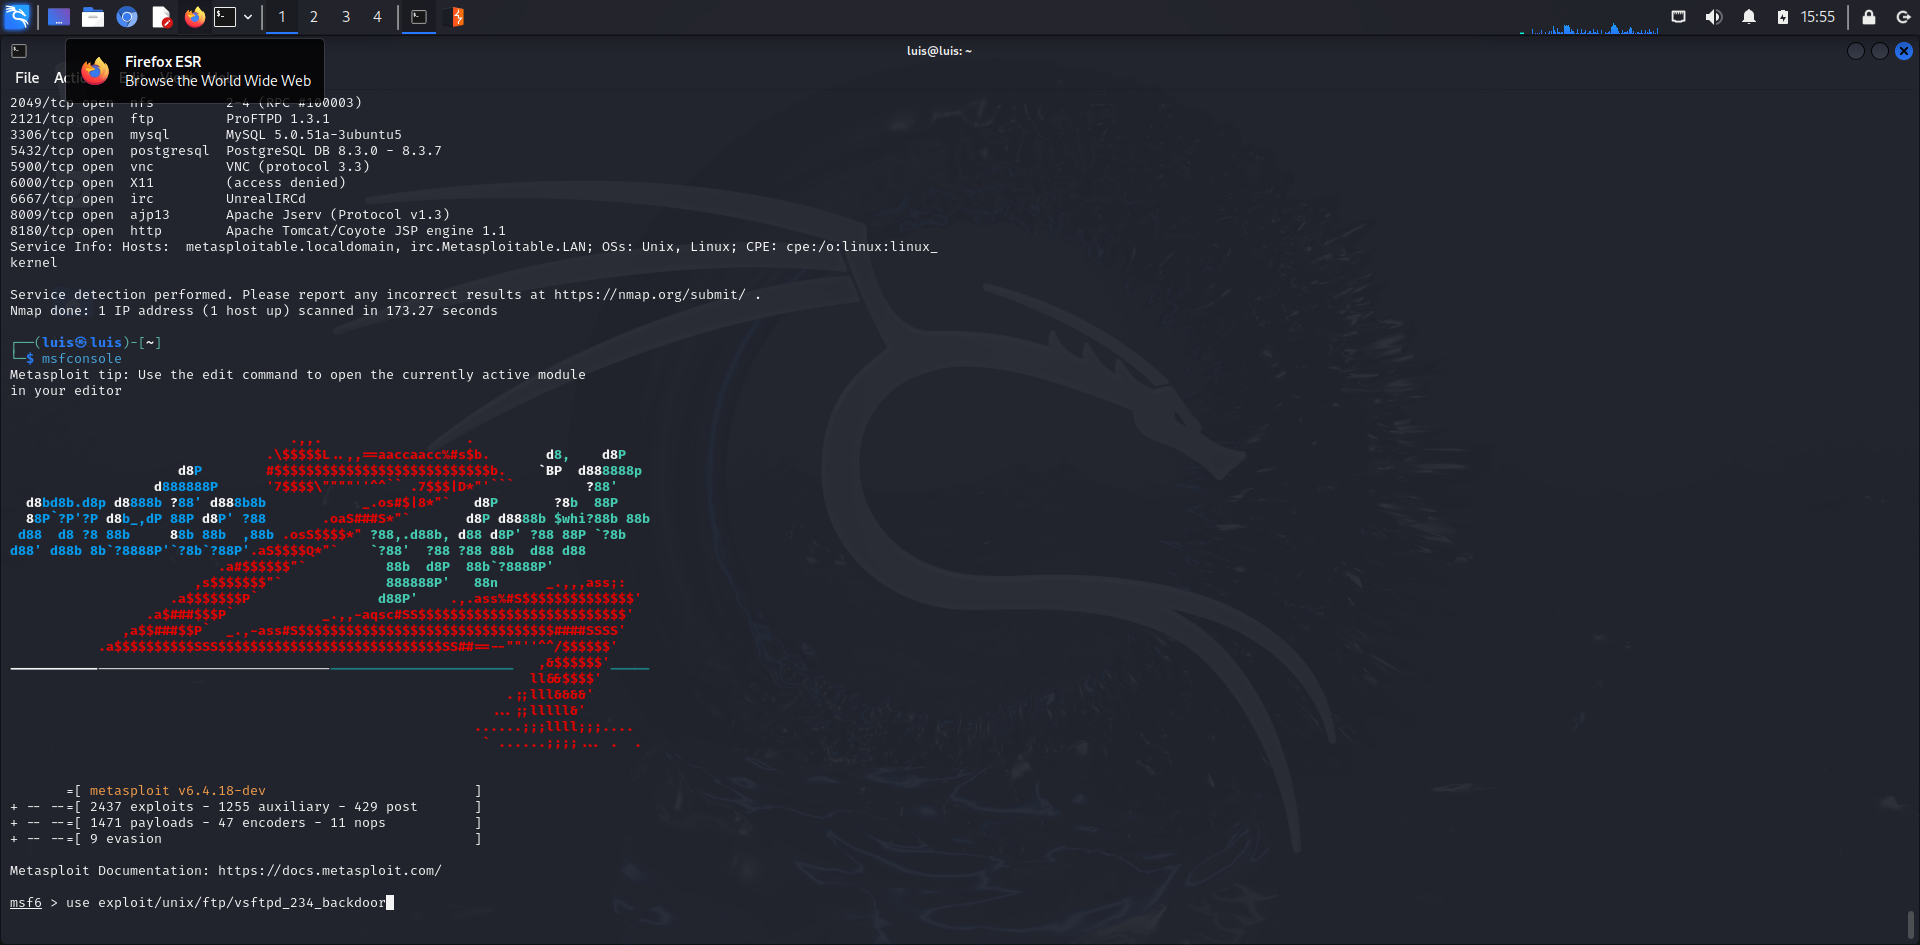 1 2 3 4
15:55
luis@luis: ~
Firefox ESR
Browse the World Wide Web
File
2049/tcp open nfs 2-4 (RPC #100003)
2121/tcp open ftp ProFTPD 1.3.1
3306/tcp open mysql MySQL 5.0.51a-3ubuntu5
5432/tcp open postgresql PostgreSQL DB 8.3.0 - 8.3.7
5900/tcp open vnc VNC (protocol 3.3)
6000/tcp open X11 (access denied)
6667/tcp open irc UnrealIRCd
8009/tcp open ajp13 Apache Jserv (Protocol v1.3)
8180/tcp open http Apache Tomcat/Coyote JSP engine 1.1
Service Info: Hosts: metasploitable.localdomain, irc.Metasploitable.LAN; OSs: Unix, Linux; CPE: cpe:/o:linux:linux_
kernel
Service detection performed. Please report any incorrect results at https://nmap.org/submit/ .
Nmap done: 1 IP address (1 host up) scanned in 173.27 seconds
┌──(luis㉿luis)-[~]
└─$ msfconsole
Metasploit tip: Use the edit command to open the currently active module
in your editor
=[ metasploit v6.4.18-dev ]
+ -- --=[ 2437 exploits - 1255 auxiliary - 429 post ]
+ -- --=[ 1471 payloads - 47 encoders - 11 nops ]
+ -- --=[ 9 evasion ]
Metasploit Documentation: https://docs.metasploit.com/
msf6 > use exploit/unix/ftp/vsftpd_234_backdoor